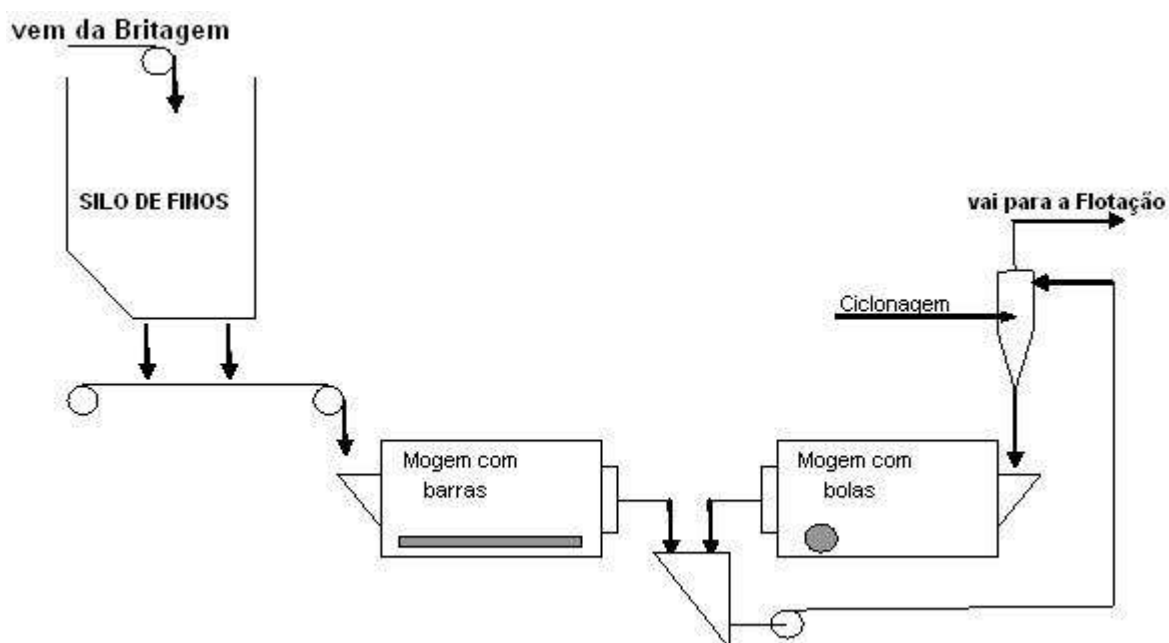 vem da Britagem
SILO DE FINOS
vai para a Flotação
Ciclonagem
Mogem com
barras
Mogem com
bolas